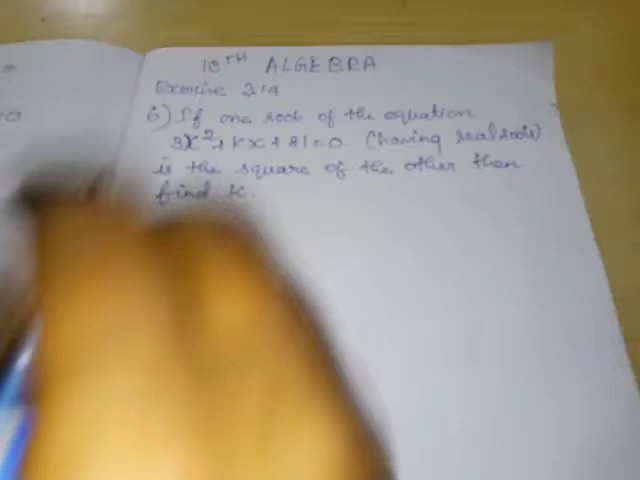 10TH ALGEBRA
Exercise 2.9
6) If one root of the equation
3x²+kx+81=0 (having real roots)
is the square of the other then
find k.